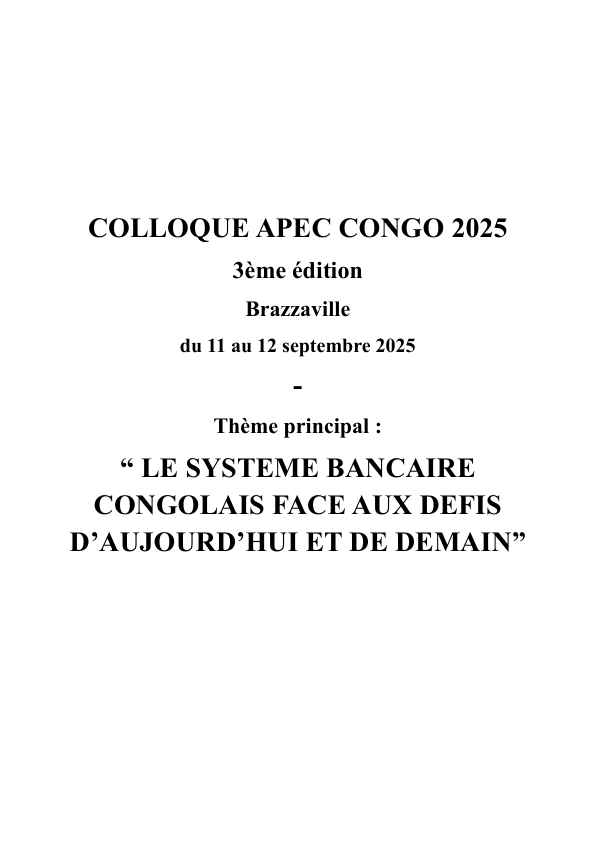 COLLOQUE APEC CONGO 2025
3ème édition
Brazzaville
du 11 au 12 septembre 2025
-
Thème principal :
“ LE SYSTEME BANCAIRE
CONGOLAIS FACE AUX DEFIS
D’AUJOURD’HUI ET DE DEMAIN”